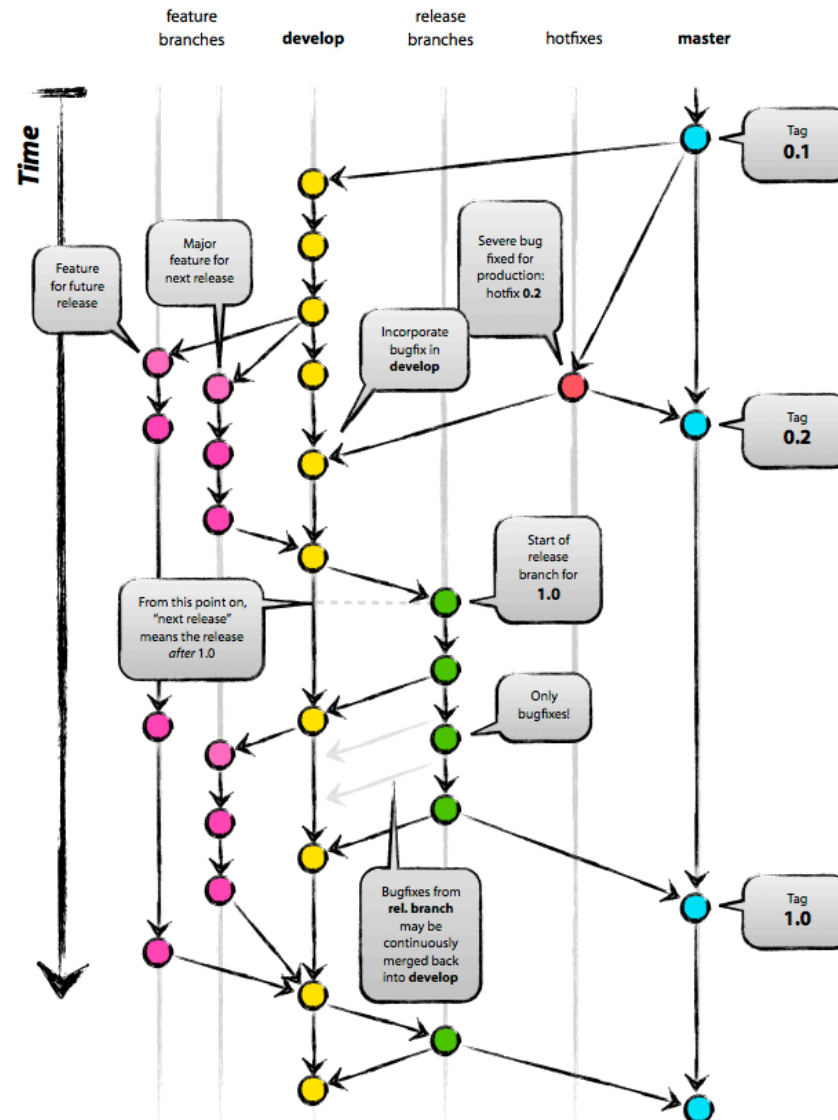 feature
branches
develop
release
branches
hotfixes
master
Time
Tag
0.1
Major
feature for
next release
Severe bug
fixed for
production:
hotfix 0.2
Feature
for future
release
Incorporate
bugfix in
develop
Tag
0.2
Start of
release
branch for
1.0
From this point on,
“next release”
means the release
after 1.0
Only
bugfixes!
Bugfixes from
rel. branch
may be
continuously
merged back
into develop
Tag
1.0